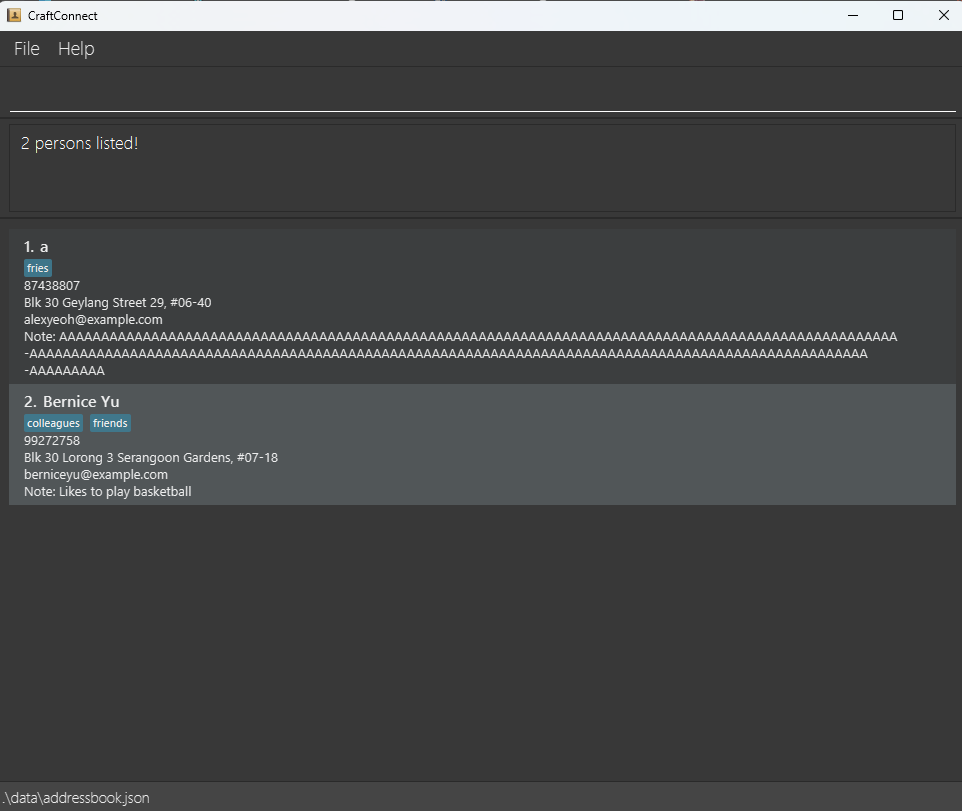 CraftConnect
File Help
2 persons listed!
1. a
fries
87438807
Blk 30 Geylang Street 29, #06-40
alexyeoh@example.com
Note: AAAAAAAAAAAAAAAAAAAAAAAAAAAAAAAAAAAAAAAAAAAAAAAAAAAAAAAAAAAAAAAAAAAAAAAAAAAAAAAAAAAAAAAAAAAAAAAAAAAA
-AAAAAAAAAAAAAAAAAAAAAAAAAAAAAAAAAAAAAAAAAAAAAAAAAAAAAAAAAAAAAAAAAAAAAAAAAAAAAAAAAAAAAAAAAAAAAAAAAAAA
-AAAAAAAAA
2. Bernice Yu
colleagues friends
99272758
Blk 30 Lorong 3 Serangoon Gardens, #07-18
berniceyu@example.com
Note: Likes to play basketball
.\data\addressbook.json